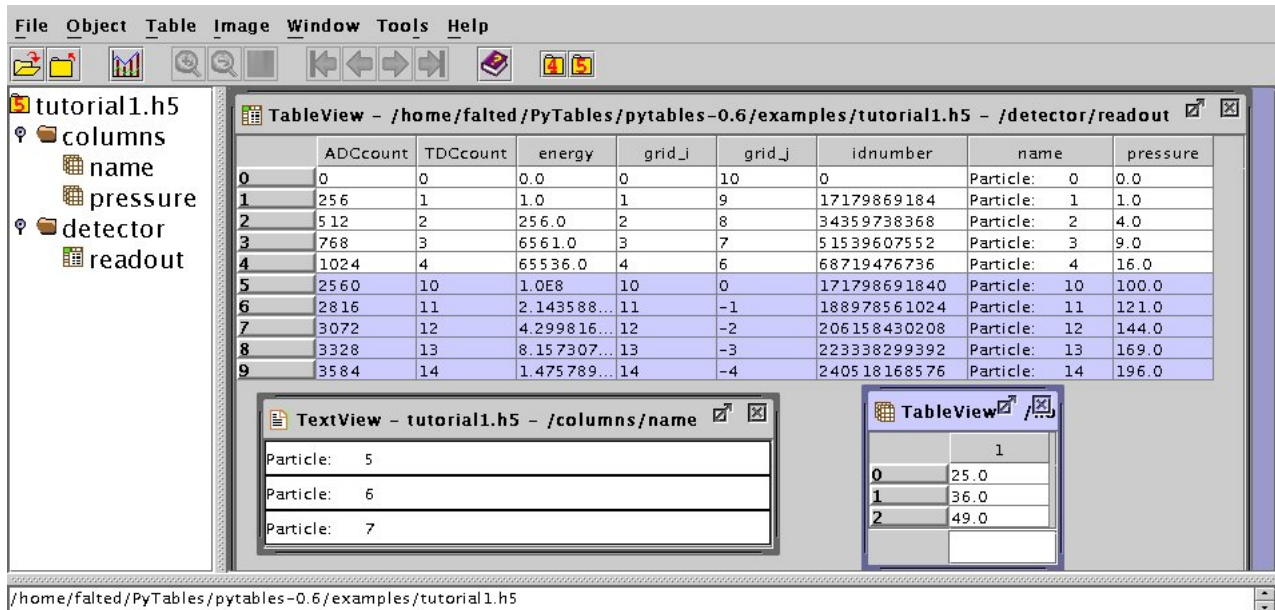 File Object Table Image Window Tools Help
4 5
5 tutorial1.h5
columns
name
pressure
detector
readout
TableView – /home/falted/PyTables/pytables-0.6/examples/tutorial1.h5 – /detector/readout
ADCcount TDCcount energy grid_i grid_j idnumber name pressure
0 0 0 0.0 0 10 0 Particle: 0 0.0
1 256 1 1.0 1 9 17179869184 Particle: 1 1.0
2 512 2 256.0 2 8 34359738368 Particle: 2 4.0
3 768 3 6561.0 3 7 51539607552 Particle: 3 9.0
4 1024 4 65536.0 4 6 68719476736 Particle: 4 16.0
5 2560 10 1.0E8 10 0 171798691840 Particle: 10 100.0
6 2816 11 2.143588... 11 -1 188978561024 Particle: 11 121.0
7 3072 12 4.299816... 12 -2 206158430208 Particle: 12 144.0
8 3328 13 8.157307... 13 -3 223338299392 Particle: 13 169.0
9 3584 14 1.475789... 14 -4 240518168576 Particle: 14 196.0
TextView – tutorial1.h5 – /columns/name
Particle: 5
Particle: 6
Particle: 7
TableView /...
1
0 25.0
1 36.0
2 49.0
/home/falted/PyTables/pytables-0.6/examples/tutorial1.h5